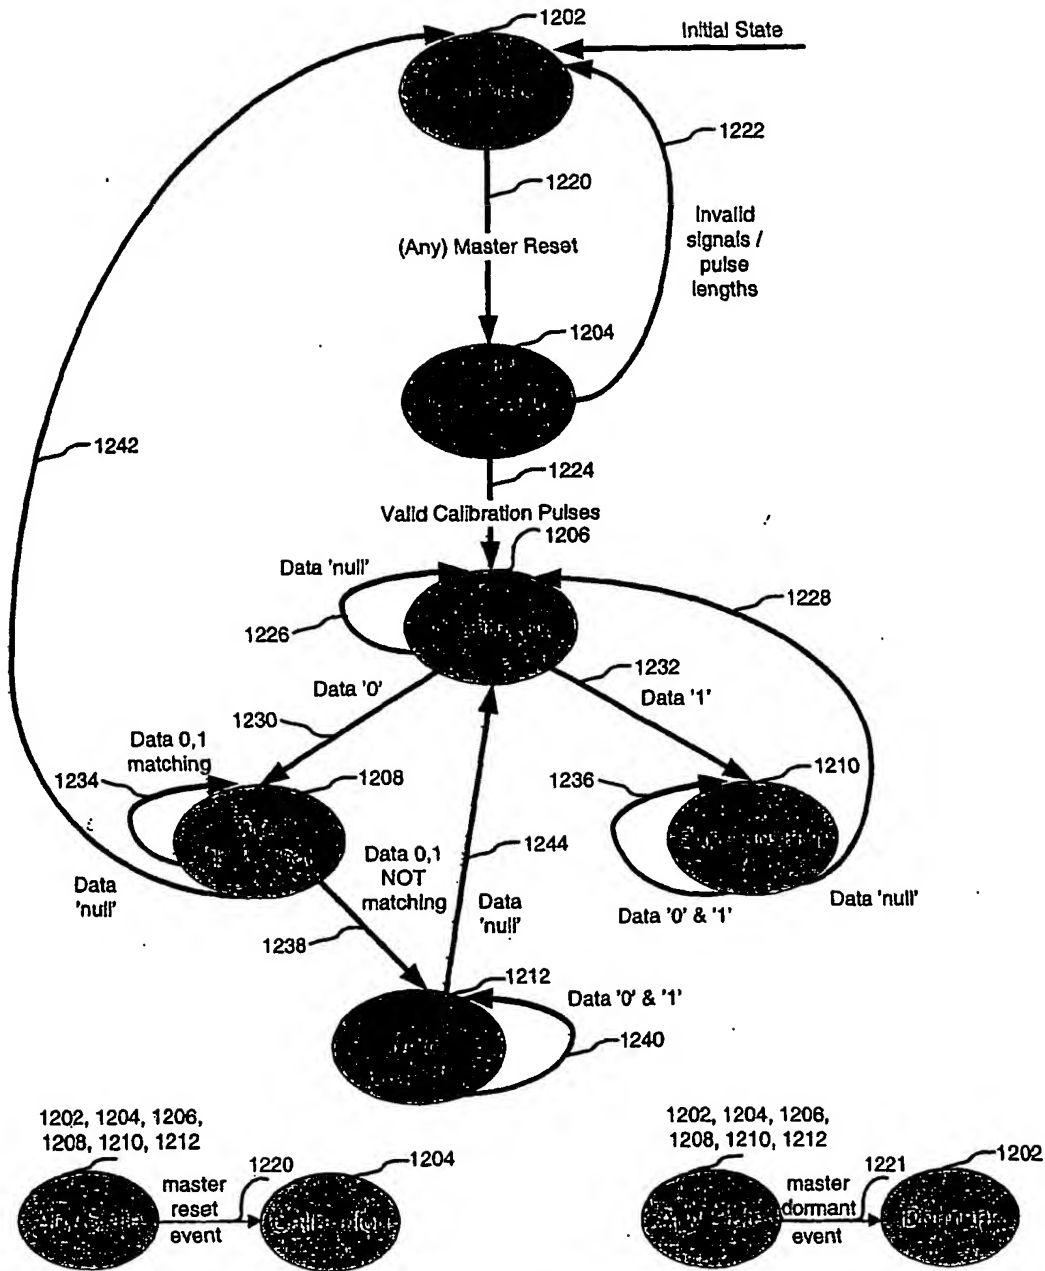 1202
Initial State
1222
1220
Invalid
signals /
pulse
lengths
(Any) Master Reset
1204
1242
1224
Valid Calibration Pulses
1206
Data 'null'
1228
1226
1232
Data '0'
Data '1'
1230
Data 0,1
matching
1234
1208
1236
1210
Data 0,1
NOT
matching
1244
Data
'null'
Data
'null'
Data '0' & '1'
Data 'null'
1238
1212
Data '0' & '1'
1240
1202, 1204, 1206,
1208, 1210, 1212
1220
1204
master
reset
event
Calibration
1202, 1204, 1206,
1208, 1210, 1212
1221
1202
master
dormant
event
Dormant